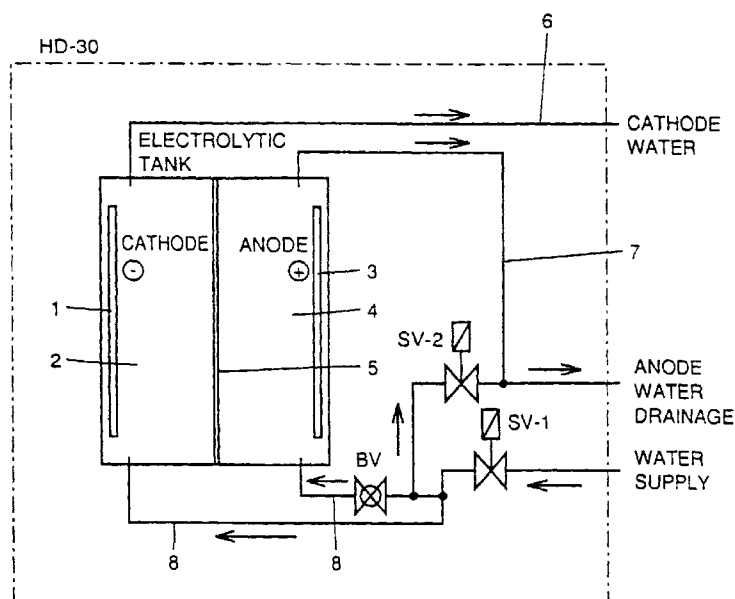 HD-30
6
CATHODE
WATER
ELECTROLYTIC
TANK
CATHODE
-
ANODE
+
3
7
1
4
2
5
SV-2
ANODE
WATER
DRAINAGE
SV-1
BV
WATER
SUPPLY
8
8